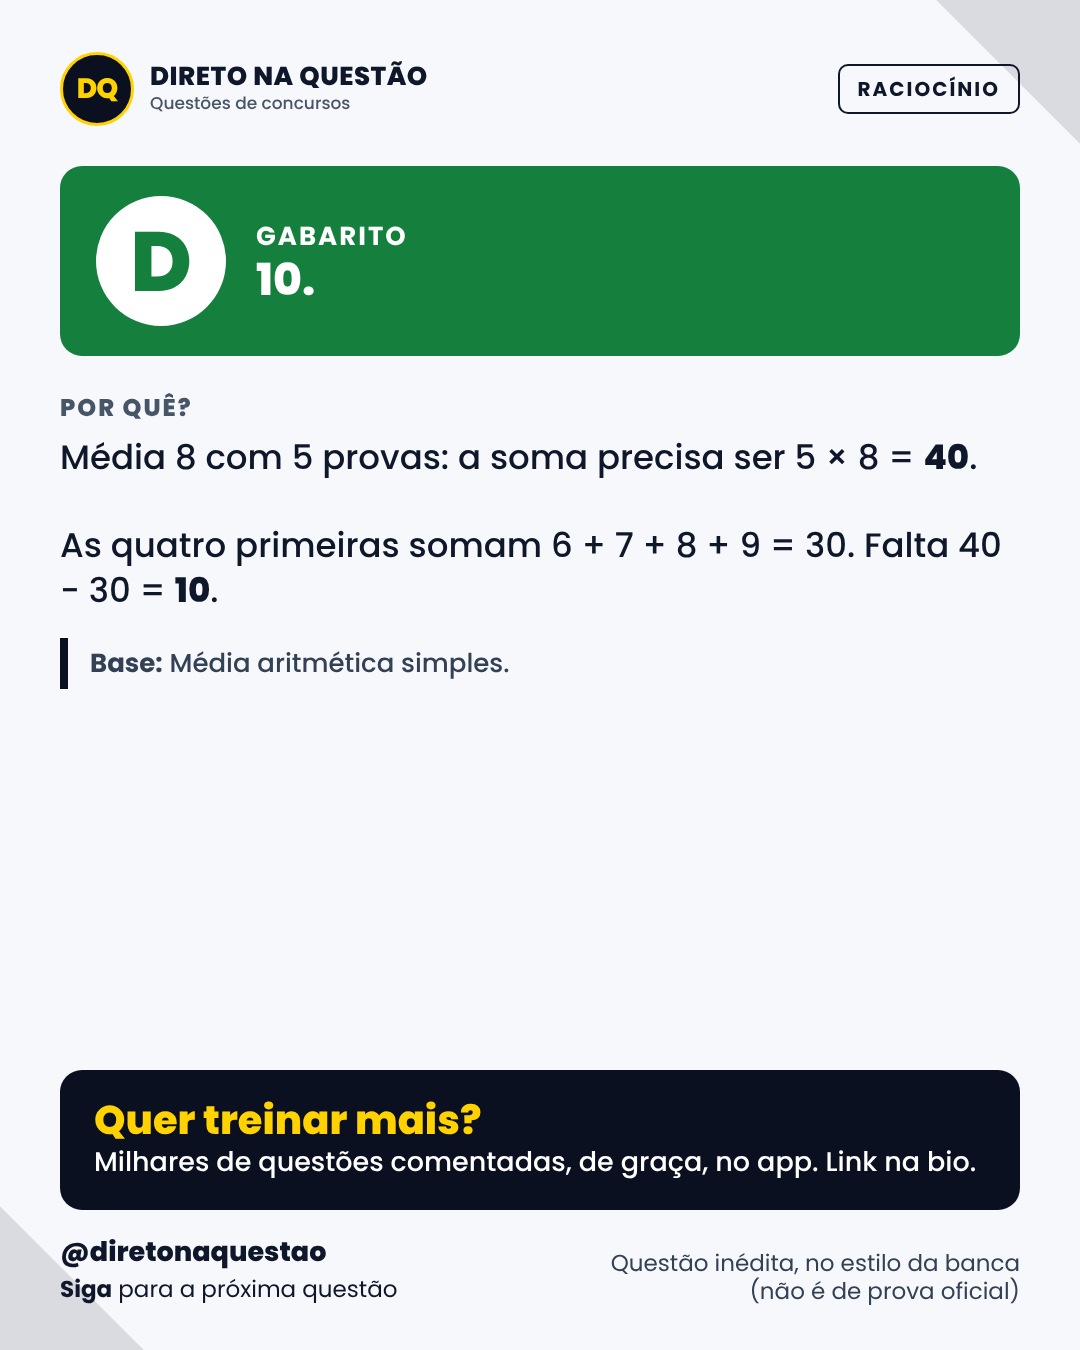 DQ
DIRETO NA QUESTÃO
Questões de concursos
RACIOCÍNIO
D
GABARITO
10.
POR QUÊ?
Média 8 com 5 provas: a soma precisa ser 5 × 8 = 40.
As quatro primeiras somam 6 + 7 + 8 + 9 = 30. Falta 40
- 30 = 10.
Base: Média aritmética simples.
Quer treinar mais?
Milhares de questões comentadas, de graça, no app. Link na bio.
@diretonaquestao
Siga para a próxima questão
Questão inédita, no estilo da banca
(não é de prova oficial)